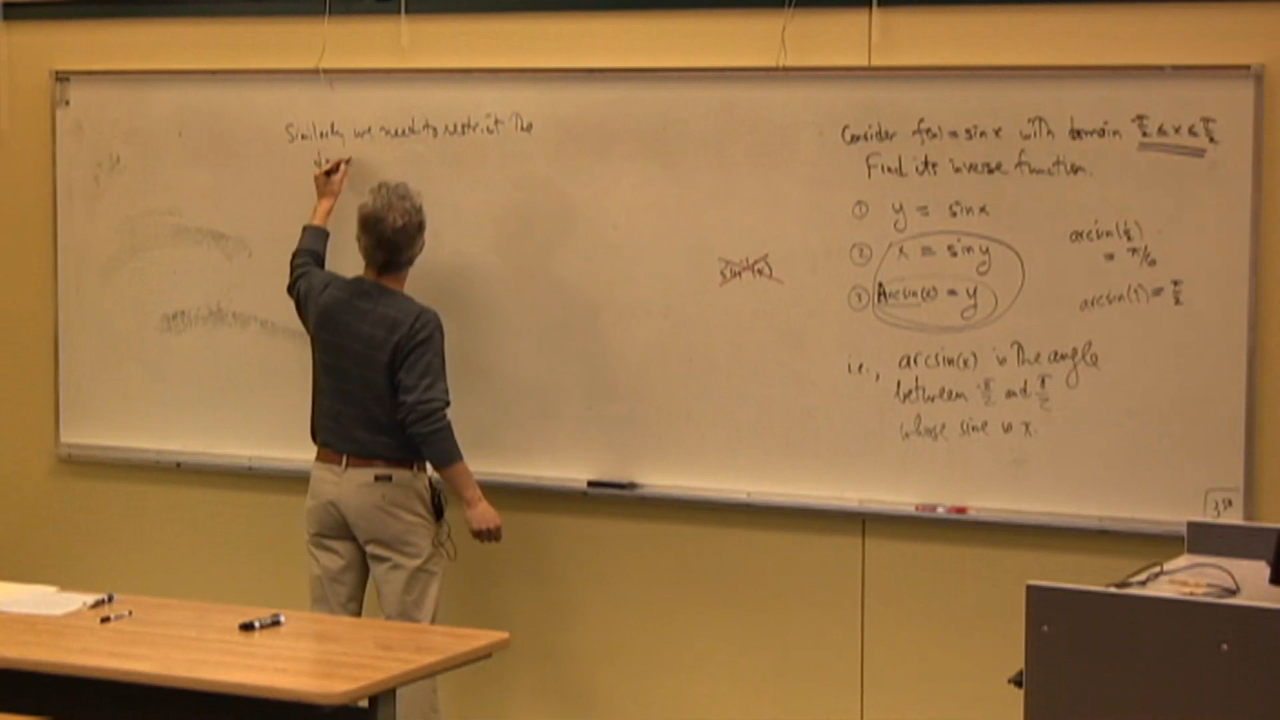 Similarly we need to restrict the
sin⁻¹(x)
Consider f(x) = sin x with domain -π/2 ≤ x ≤ π/2
Find its inverse function.
① y = sin x
② x = sin y
③ Arcsin(x) = y
arcsin(1/2)
= π/6
arcsin(1) = π/2
i.e., arcsin(x) is the angle
between -π/2 and π/2
whose sine is x.